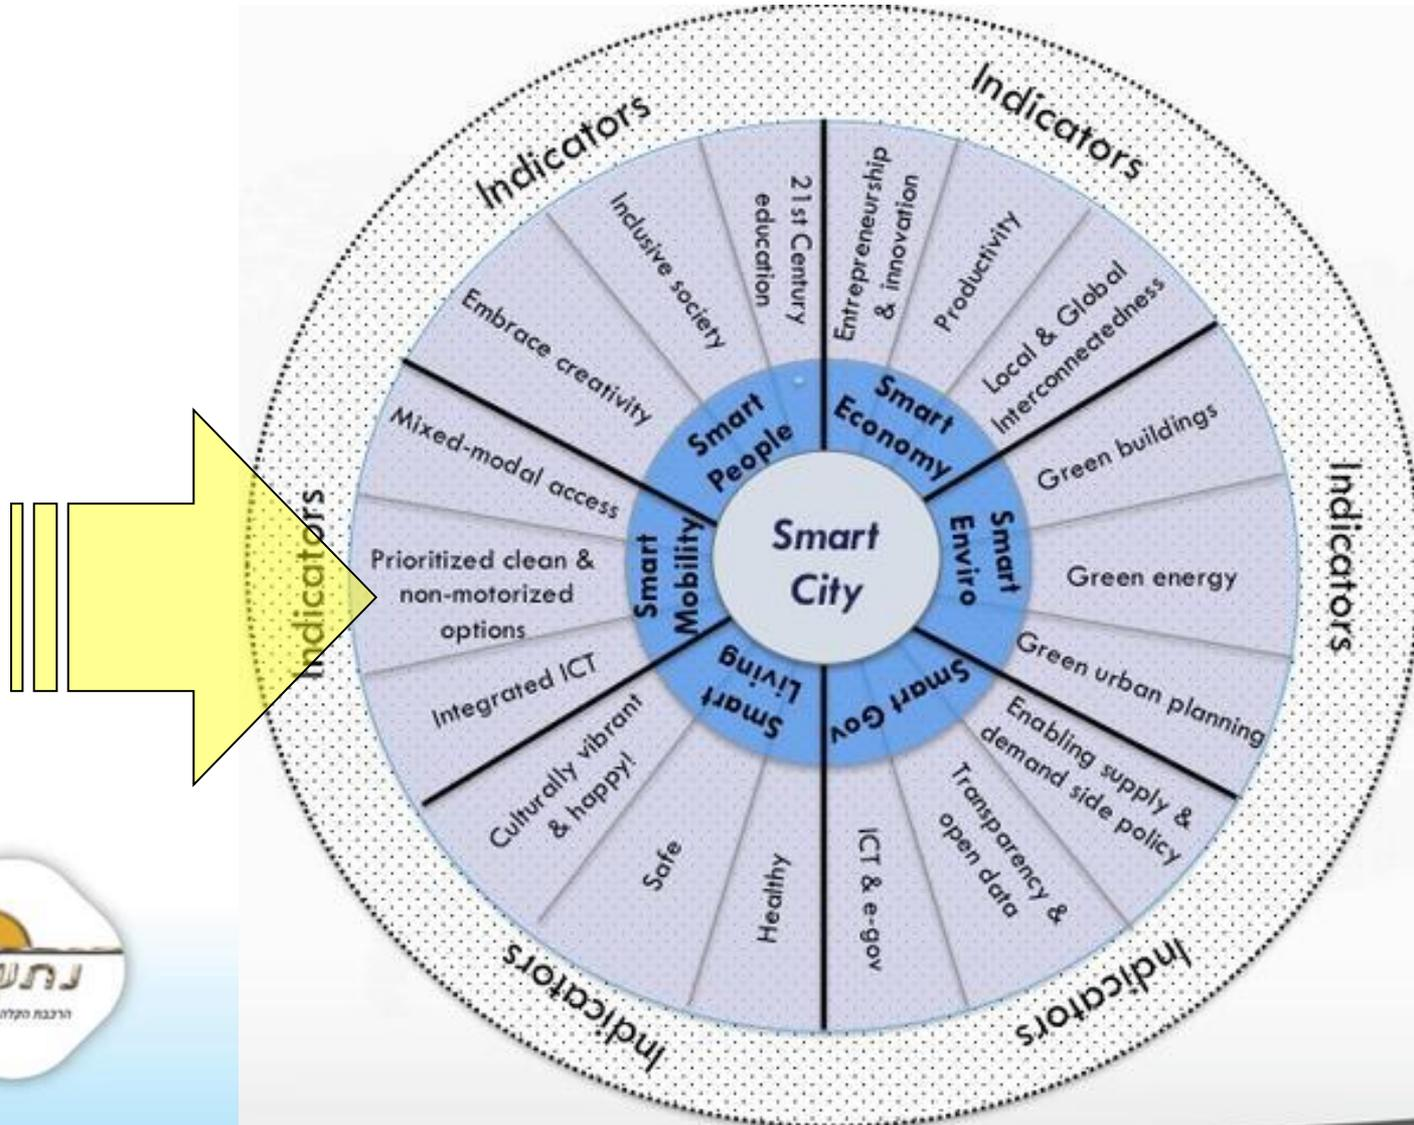 Smart
City
Smart
Economy
Entrepreneurship
& innovation
Productivity
Local & Global
Interconnectedness
Indicators
Smart
Enviro
Green buildings
Green energy
Green urban planning
Indicators
Smart Gov
Enabling supply &
demand side policy
Transparency &
open data
ICT & e-gov
Indicators
Smart
Living
Healthy
Safe
Culturally vibrant
& happy!
Indicators
Smart
Mobility
Integrated ICT
Prioritized clean &
non-motorized
options
Mixed-modal access
Indicators
Smart
People
Embrace creativity
Inclusive society
21st Century
education
Indicators
הרכבת הקלה